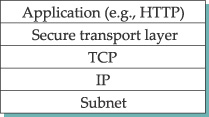 Application (e.g., HTTP)
Secure transport layer
TCP
IP
Subnet